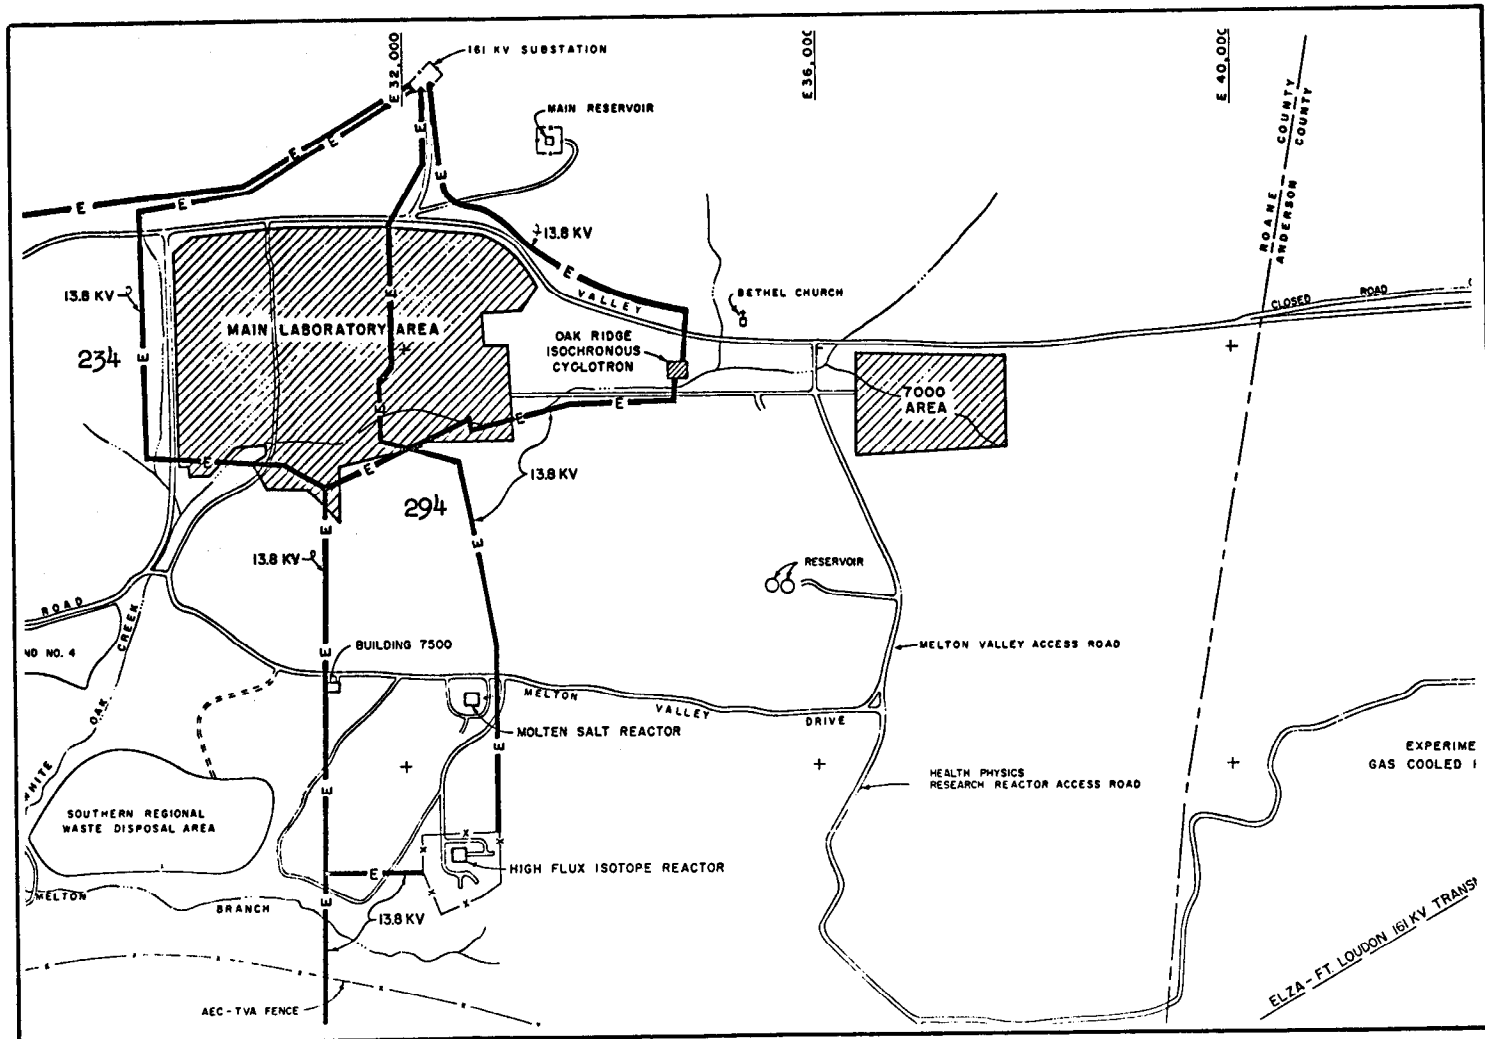 E 32,000
E 36,00
E 40,00
161 KV SUBSTATION
MAIN RESERVOIR
ROANE COUNTY
ANDERSON COUNTY
E
E
E
E
E
E
13.8 KV
E
13.8 KV
VALLEY
BETHEL CHURCH
CLOSED ROAD
E
MAIN LABORATORY AREA
234
E
OAK RIDGE
ISOCHRONOUS
CYCLOTRON
7000
AREA
E
E
E
E
E
13.8 KV
294
E
E
13.8 KV
RESERVOIR
ROAD
CREEK
ND NO. 4
E
BUILDING 7500
MELTON VALLEY ACCESS ROAD
OAK
MELTON
VALLEY
DRIVE
MOLTEN SALT REACTOR
E
WHITE
E
EXPERIME
GAS COOLED
HEALTH PHYSICS
RESEARCH REACTOR ACCESS ROAD
SOUTHERN REGIONAL
WASTE DISPOSAL AREA
E
HIGH FLUX ISOTOPE REACTOR
MELTON
BRANCH
E
13.8 KV
ELZA - FT. LOUDON 161 KV TRANS
AEC - TVA FENCE